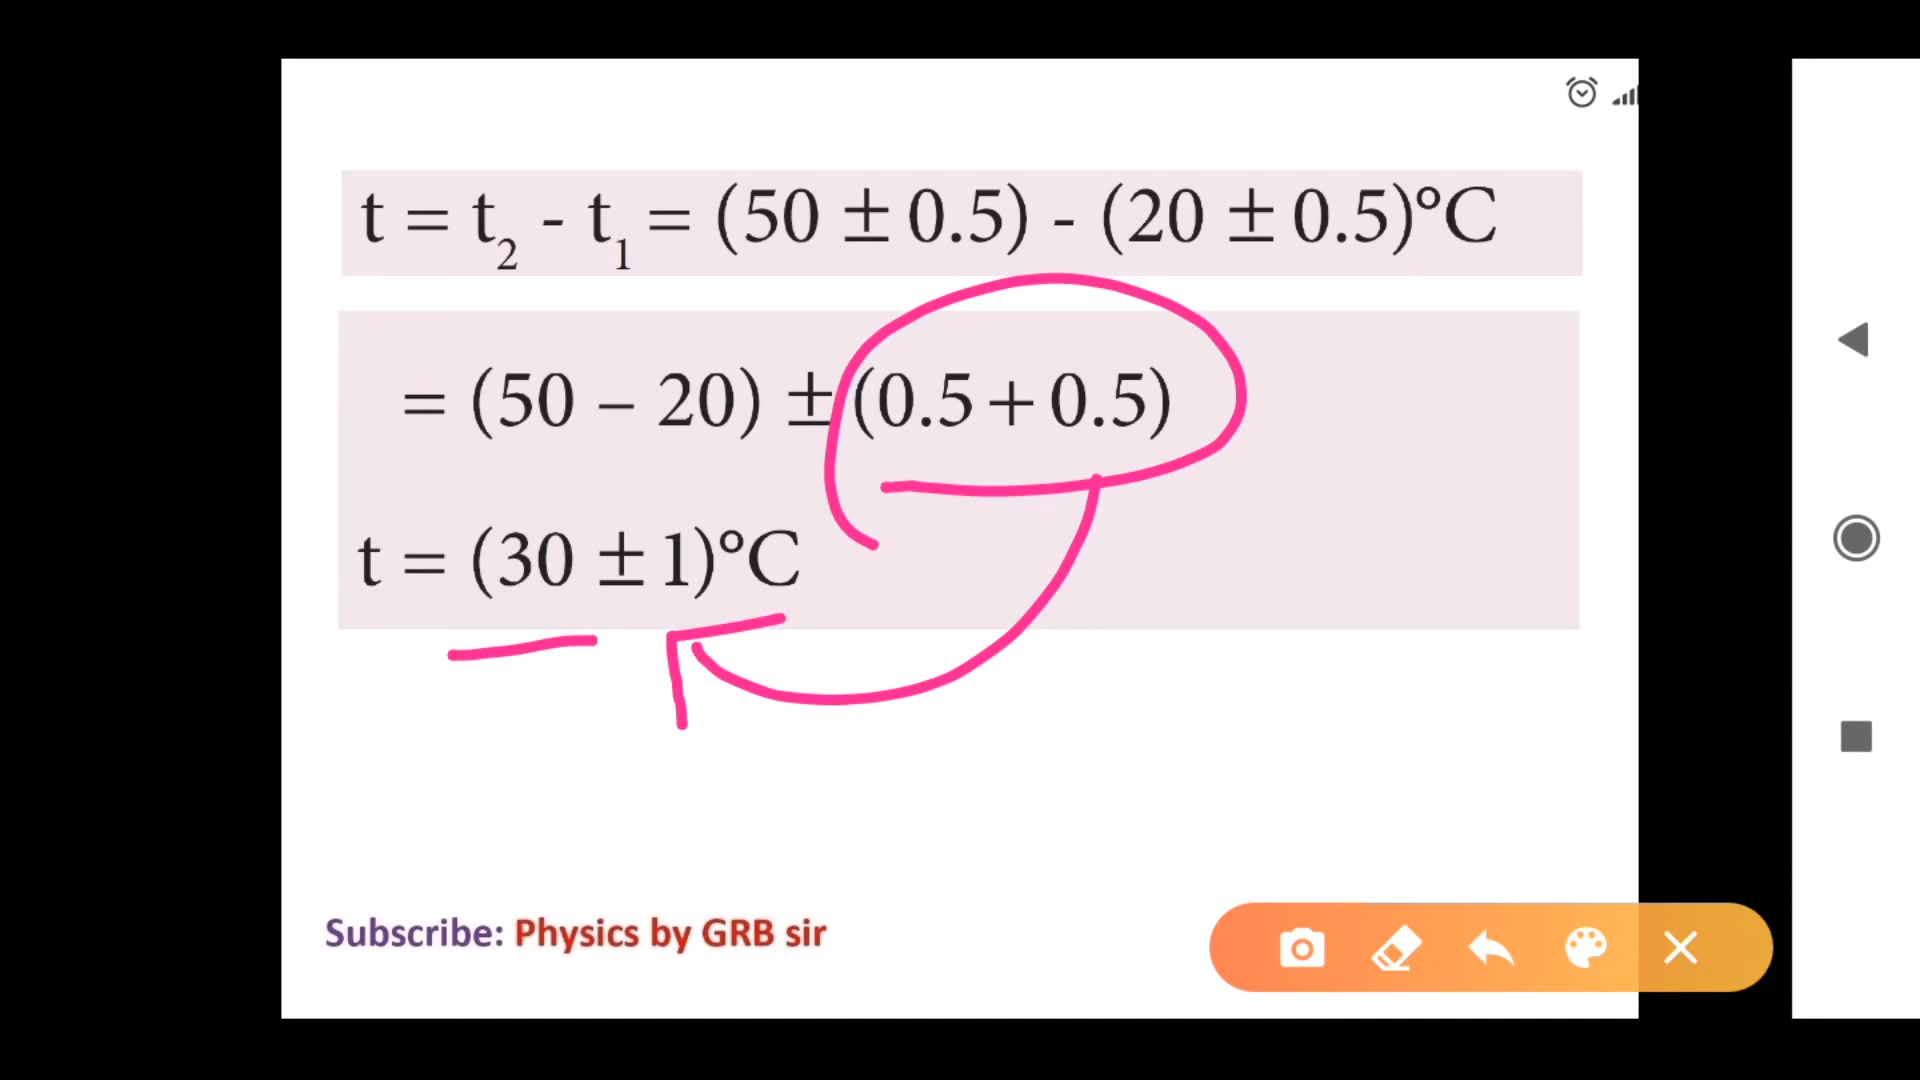 t = t₂ - t₁ = (50 ± 0.5) - (20 ± 0.5)°C
= (50 – 20) ± (0.5 + 0.5)
t = (30 ± 1)°C
Subscribe: Physics by GRB sir